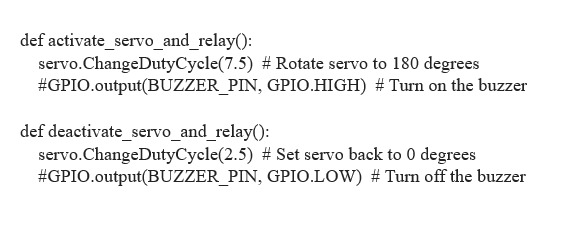 def activate_servo_and_relay():
    servo.ChangeDutyCycle(7.5)  # Rotate servo to 180 degrees
    #GPIO.output(BUZZER_PIN, GPIO.HIGH)  # Turn on the buzzer

def deactivate_servo_and_relay():
    servo.ChangeDutyCycle(2.5)  # Set servo back to 0 degrees
    #GPIO.output(BUZZER_PIN, GPIO.LOW)  # Turn off the buzzer